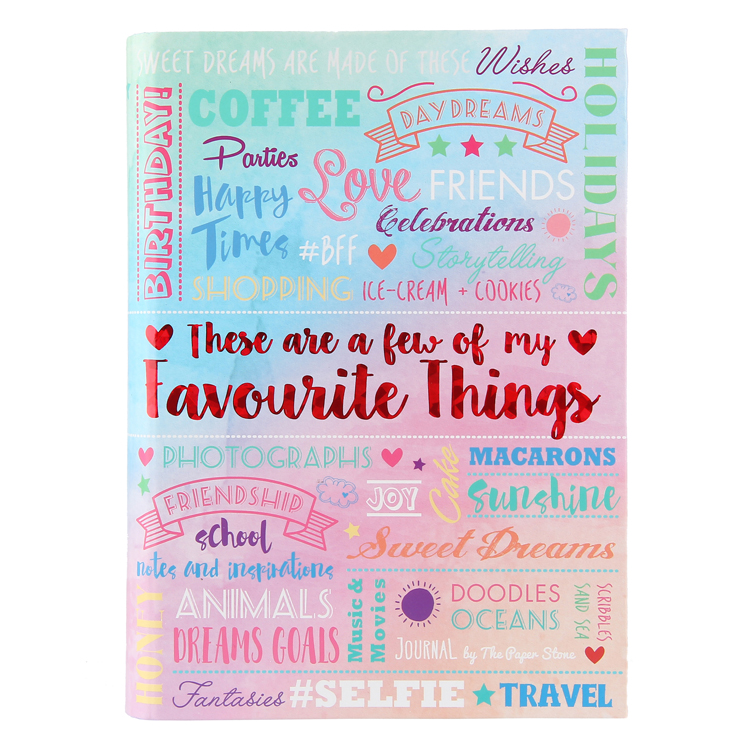 SWEET DREAMS ARE MADE OF THESE Wishes
BIRTHDAY!
COFFEE
DAYDREAMS
HOLIDAYS
Parties
Love
FRIENDS
Happy
Times
Celebrations
#BFF
Storytelling
SHOPPING
ICE-CREAM + COOKIES
These are a few of my
Favourite Things
PHOTOGRAPHS
Cake
MACARONS
FRIENDSHIP
JOY
sunshine
school
Sweet Dreams
notes and inspirations
HONEY
ANIMALS
DREAMS GOALS
Music &
Movies
DOODLES
OCEANS
SCRIBBLES
SAND SEA
JOURNAL by The Paper Stone
Fantasies #SELFIE TRAVEL